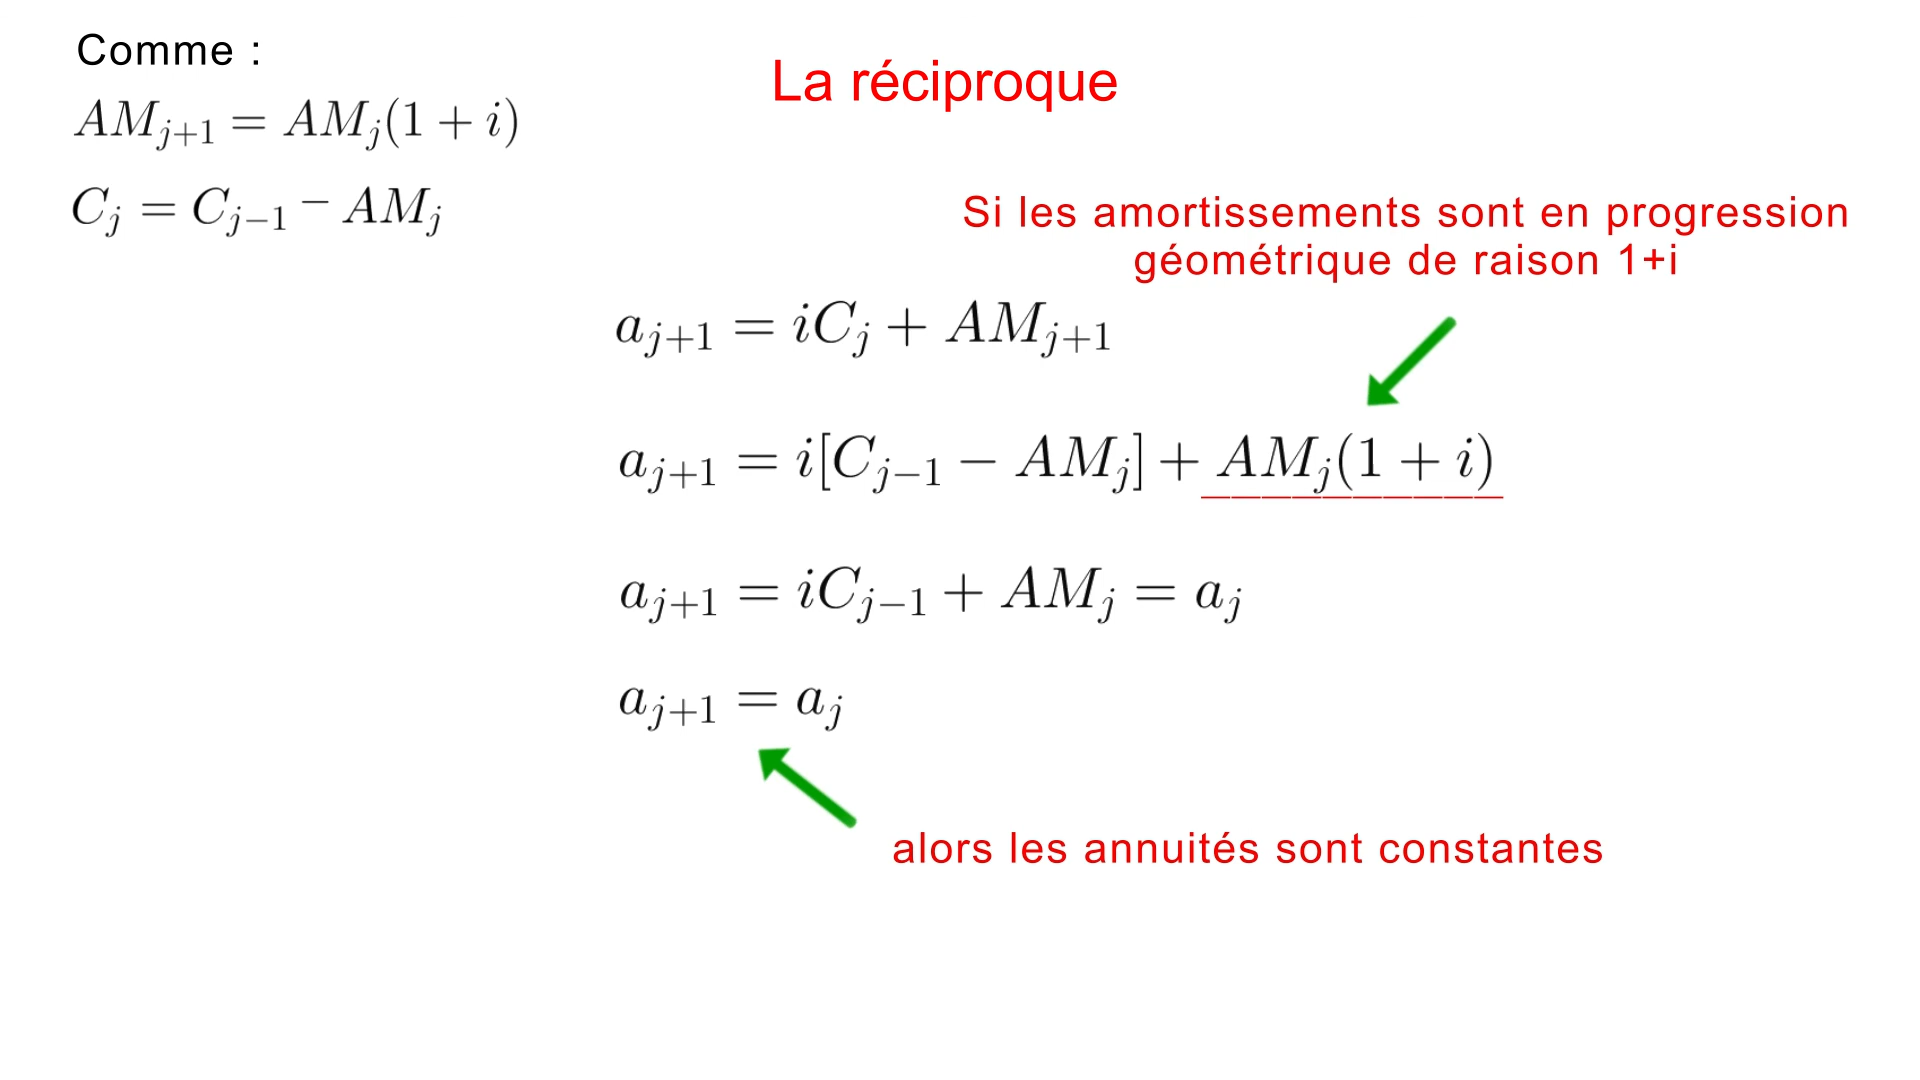 Comme :
La réciproque
$AM_{j+1} = AM_j(1+i)$
$C_j = C_{j-1} - AM_j$
Si les amortissements sont en progression
géométrique de raison 1+i
$a_{j+1} = iC_j + AM_{j+1}$
$a_{j+1} = i[C_{j-1} - AM_j] + AM_j(1+i)$
$a_{j+1} = iC_{j-1} + AM_j = a_j$
$a_{j+1} = a_j$
alors les annuités sont constantes